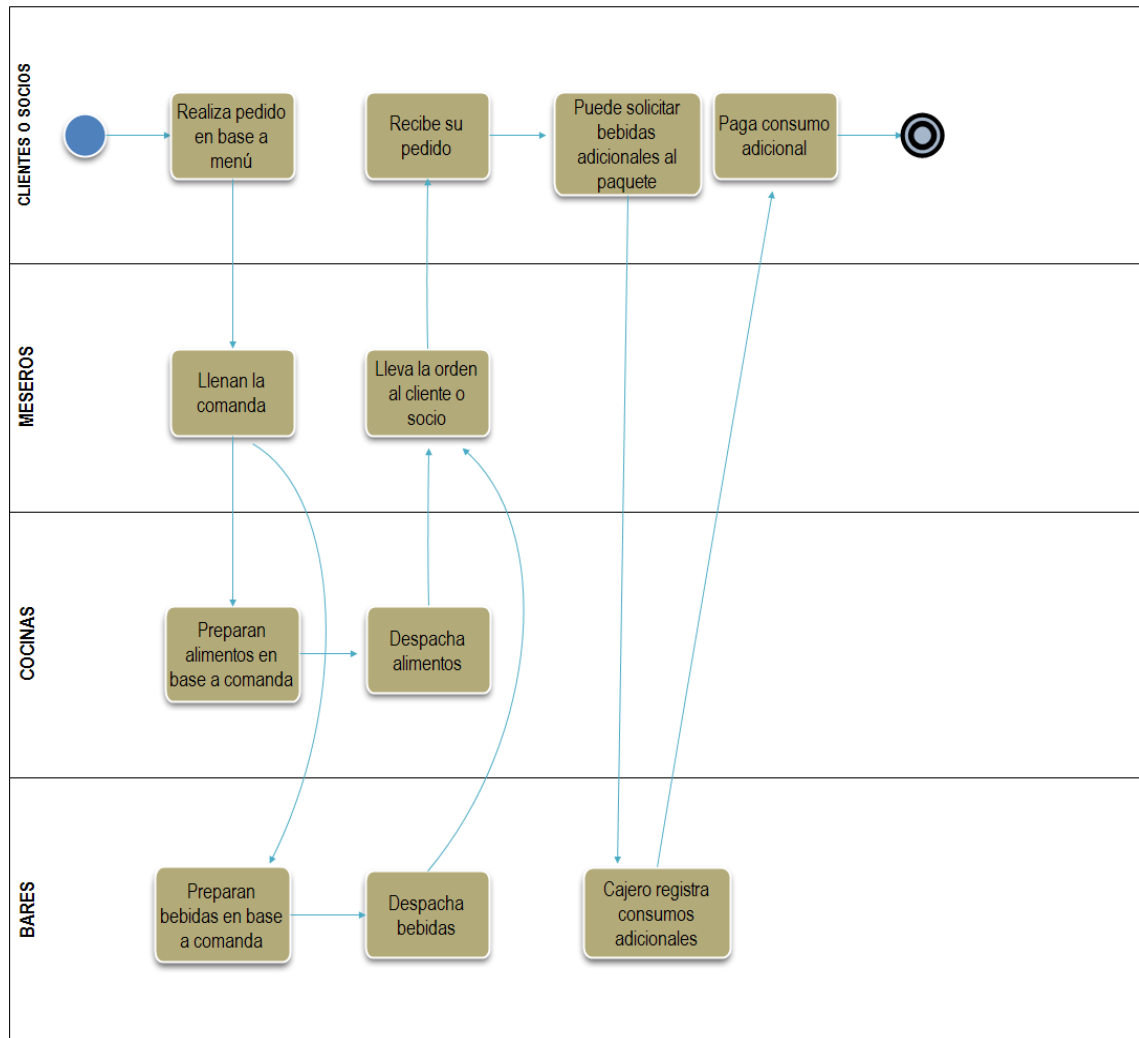 CLIENTES O SOCIOS
Realiza pedido
en base a
menú
Recibe su
pedido
Puede solicitar
bebidas
adicionales al
paquete
Paga consumo
adicional
MESEROS
Llenan la
comanda
Lleva la orden
al cliente o
socio
COCINAS
Preparan
alimentos en
base a comanda
Despacha
alimentos
BARES
Preparan
bebidas en base
a comanda
Despacha
bebidas
Cajero registra
consumos
adicionales